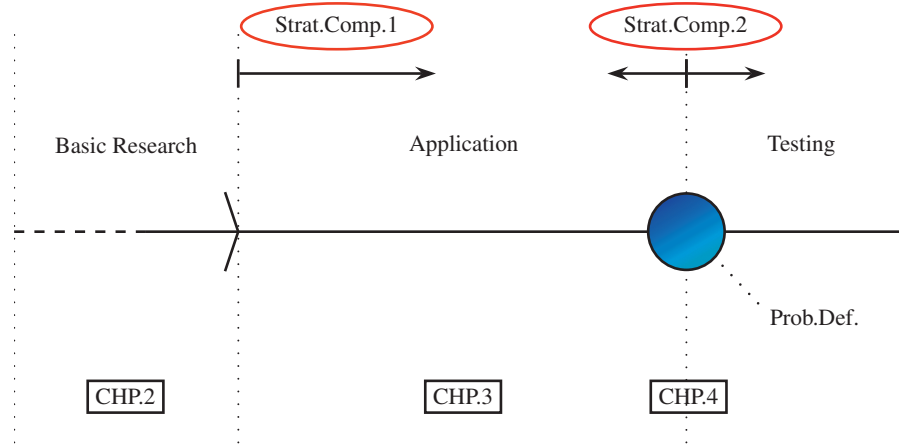 Strat.Comp.1
Strat.Comp.2
Basic Research
Application
Testing
Prob.Def.
CHP.2
CHP.3
CHP.4